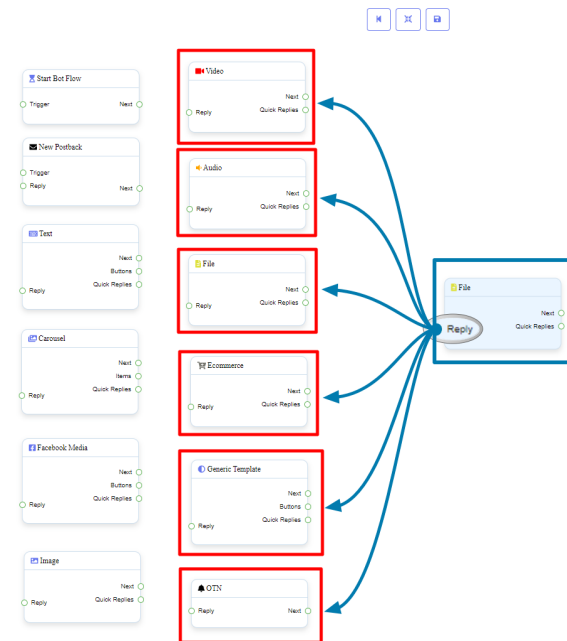 Start Bot Flow
Trigger
Next
New Postback
Trigger
Reply
Next
Text
Next
Buttons
Quick Replies
Reply
Carousel
Next
Items
Quick Replies
Reply
Facebook Media
Next
Buttons
Quick Replies
Reply
Image
Next
Quick Replies
Reply
Video
Next
Quick Replies
Reply
Audio
Next
Quick Replies
Reply
File
Next
Quick Replies
Reply
Ecommerce
Next
Quick Replies
Reply
Generic Template
Next
Buttons
Quick Replies
Reply
OTN
Reply
Next
File
Next
Quick Replies
Reply